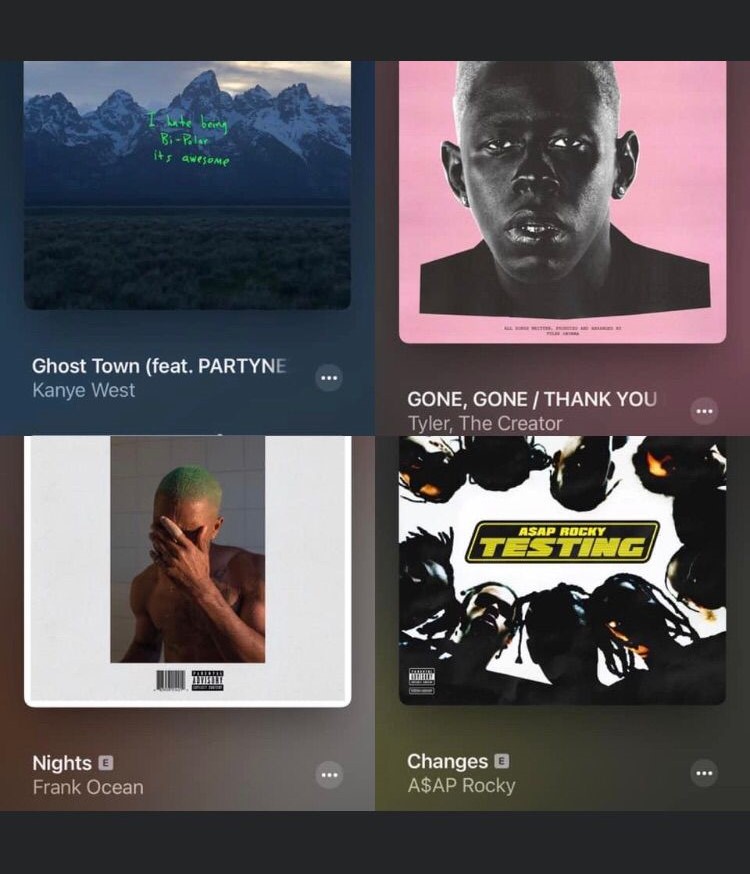 I hate being
Bi-Polar
its awesome
Ghost Town (feat. PARTYNE
Kanye West
ALL SONGS WRITTEN, PRODUCED AND ARRANGED BY
TYLER OKONMA
GONE, GONE / THANK YOU
Tyler, The Creator
PARENTAL
ADVISORY
EXPLICIT CONTENT
Nights E
Frank Ocean
A$AP ROCKY
TESTING
PARENTAL
ADVISORY
EXPLICIT CONTENT
Changes E
A$AP Rocky